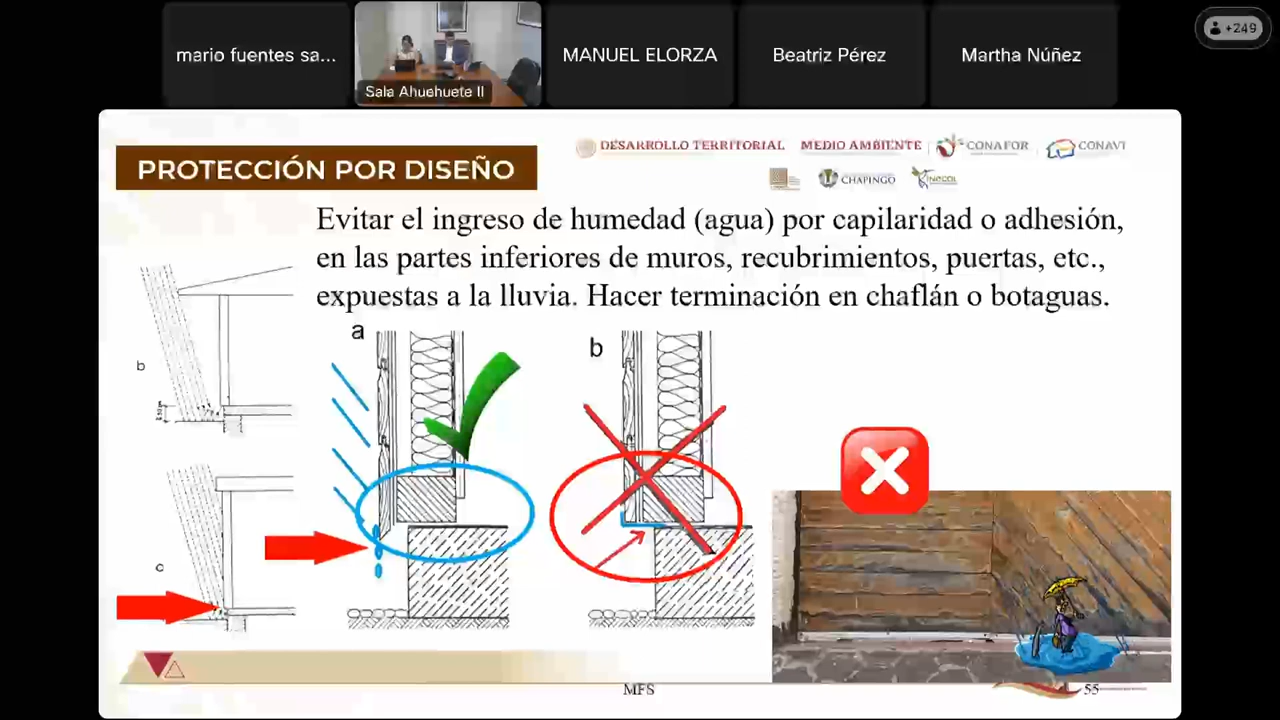 mario fuentes sa...
Sala Ahuehuete II
MANUEL ELORZA
Beatriz Pérez
Martha Núñez
+249
PROTECCIÓN POR DISEÑO
DESARROLLO TERRITORIAL
MEDIO AMBIENTE
CONAFOR
CONAVI
CHAPINGO
Evitar el ingreso de humedad (agua) por capilaridad o adhesión,
en las partes inferiores de muros, recubrimientos, puertas, etc.,
expuestas a la lluvia. Hacer terminación en chaflán o botaguas.
a
b
b
c
MFS
55